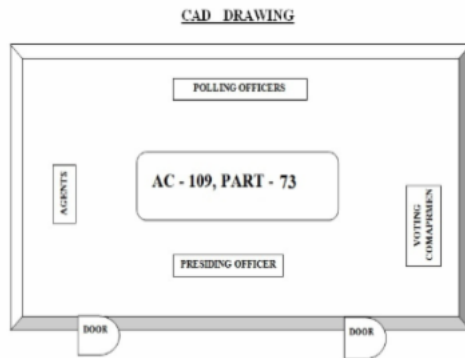 CAD DRAWING
POLLING OFFICERS
AGENTS
AC - 109, PART - 73
VOTING
COMAPRMEN
PRESIDING OFFICER
DOOR
DOOR